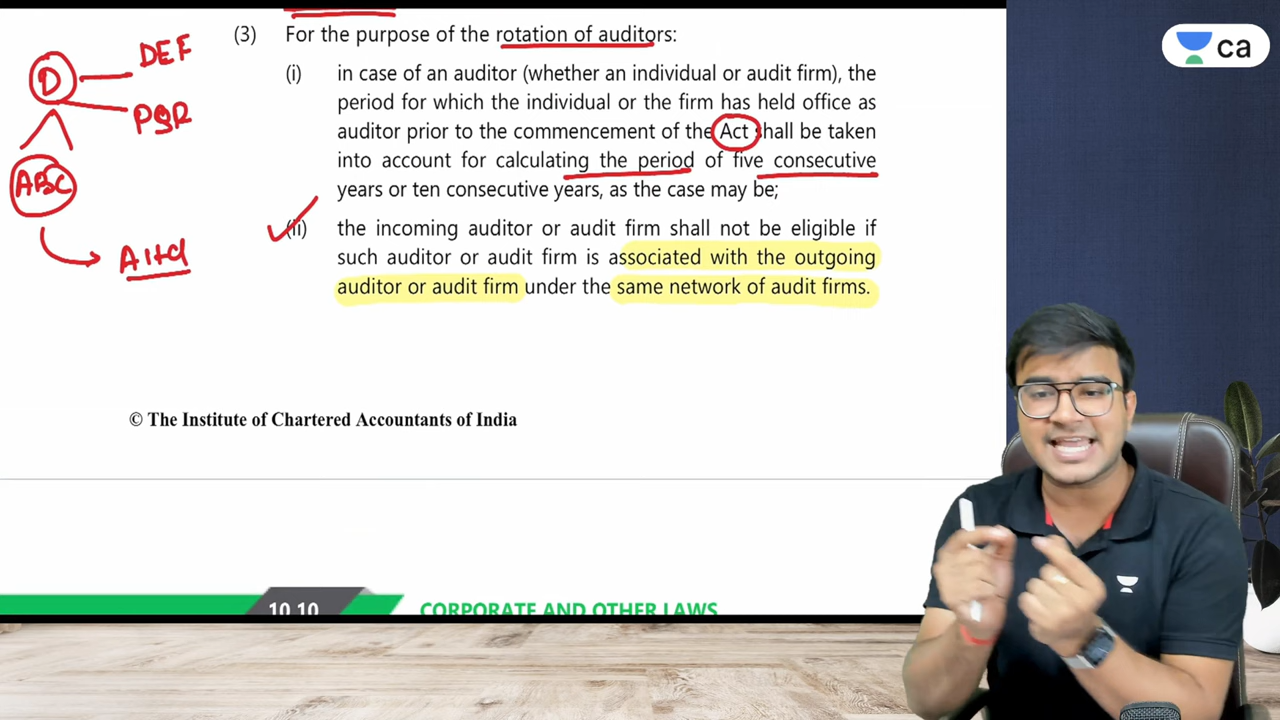 (3) For the purpose of the rotation of auditors:
(i) in case of an auditor (whether an individual or audit firm), the
period for which the individual or the firm has held office as
auditor prior to the commencement of the Act shall be taken
into account for calculating the period of five consecutive
years or ten consecutive years, as the case may be;
(ii) the incoming auditor or audit firm shall not be eligible if
such auditor or audit firm is associated with the outgoing
auditor or audit firm under the same network of audit firms.
© The Institute of Chartered Accountants of India
10.10 CORPORATE AND OTHER LAWS
D
DEF
PQR
ABC
A ltd
ca